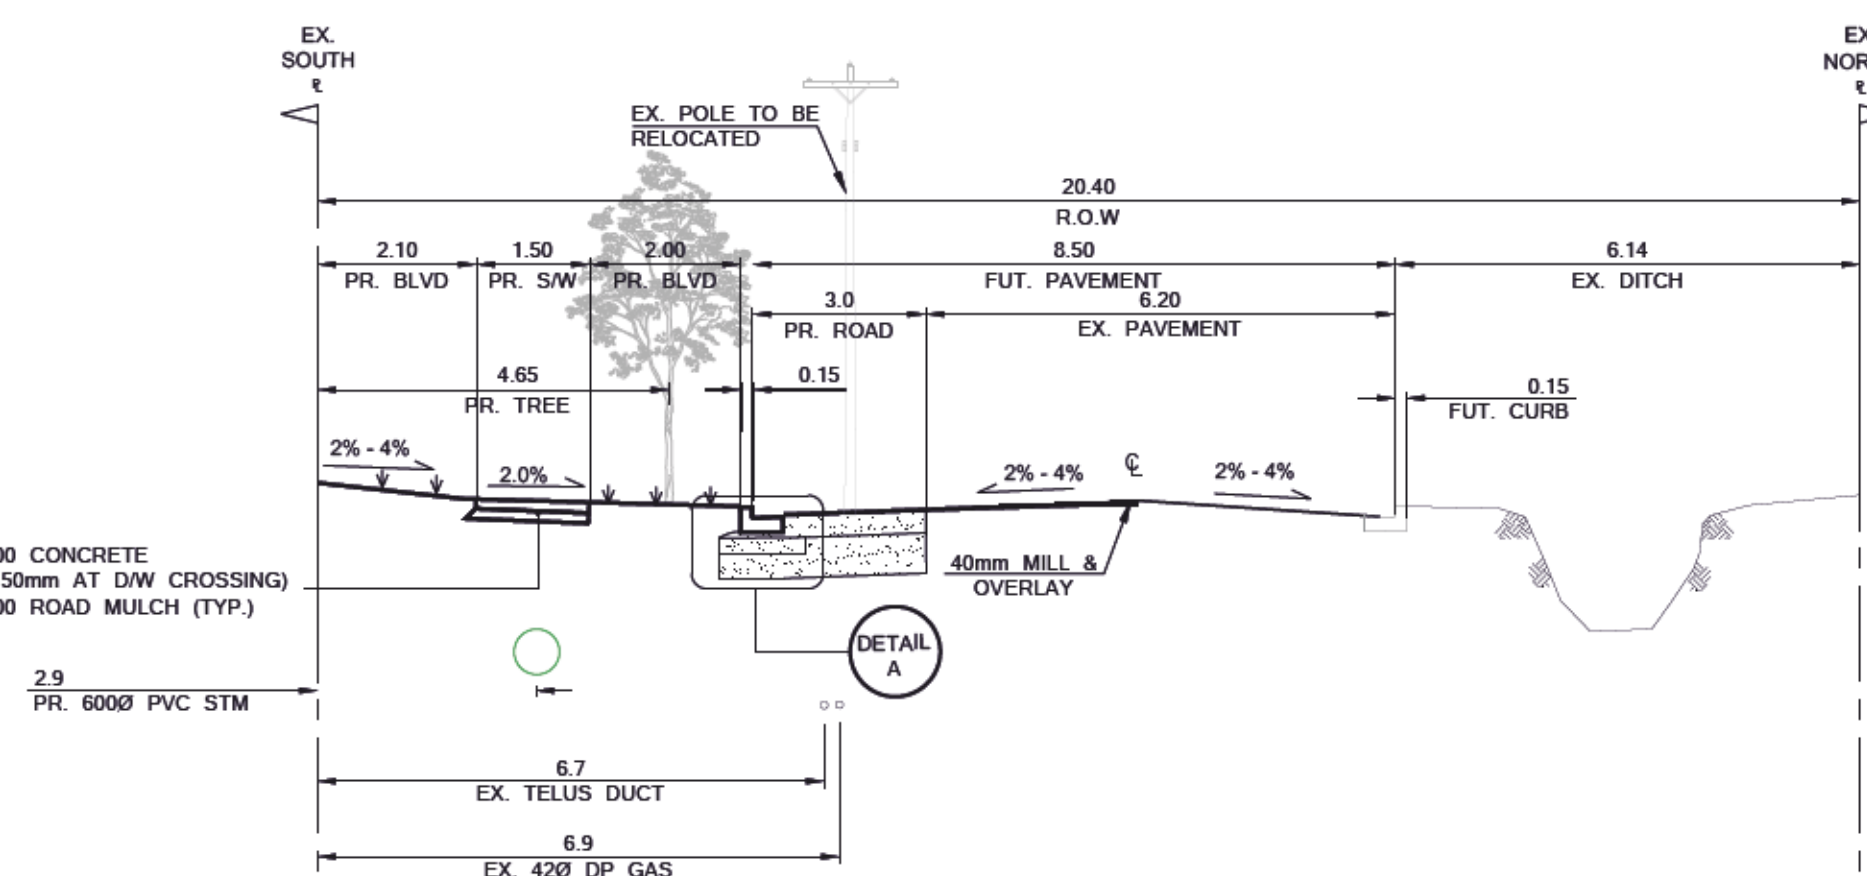 EX.
SOUTH
EX
NOR
EX. POLE TO BE
RELOCATED
20.40
R.O.W
2.10
PR. BLVD
1.50
PR. S/W
2.00
PR. BLVD
8.50
FUT. PAVEMENT
6.14
EX. DITCH
3.0
PR. ROAD
6.20
EX. PAVEMENT
4.65
PR. TREE
0.15
0.15
FUT. CURB
2% - 4%
2.0%
2% - 4%
2% - 4%
00 CONCRETE
50mm AT D/W CROSSING)
00 ROAD MULCH (TYP.)
40mm MILL &
OVERLAY
DETAIL
A
2.9
PR. 600Ø PVC STM
6.7
EX. TELUS DUCT
6.9
EX. 42Ø DP GAS